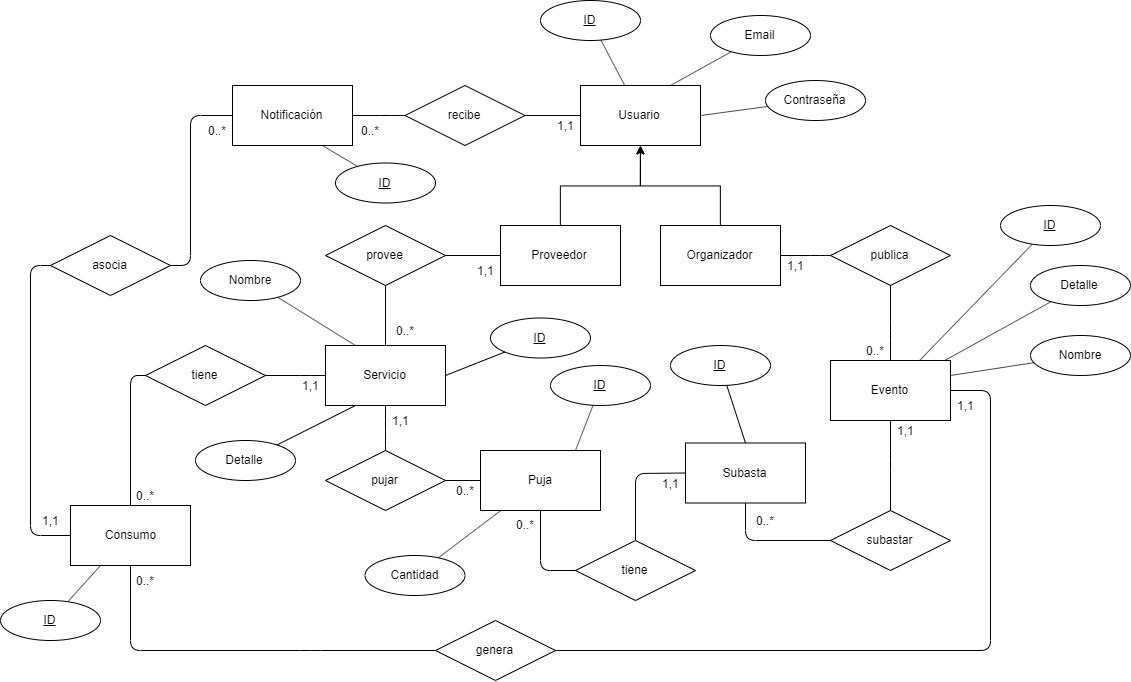 ID
Email
Contraseña
Notificación
recibe
Usuario
0..*
0..*
1,1
ID
ID
provee
Proveedor
Organizador
publica
asocia
1,1
1,1
Nombre
Detalle
0..*
ID
0..*
Nombre
tiene
Servicio
ID
ID
Evento
1,1
1,1
1,1
1,1
Detalle
pujar
Puja
Subasta
1,1
0..*
0..*
1,1
0..*
0..*
Consumo
subastar
Cantidad
tiene
0..*
ID
genera